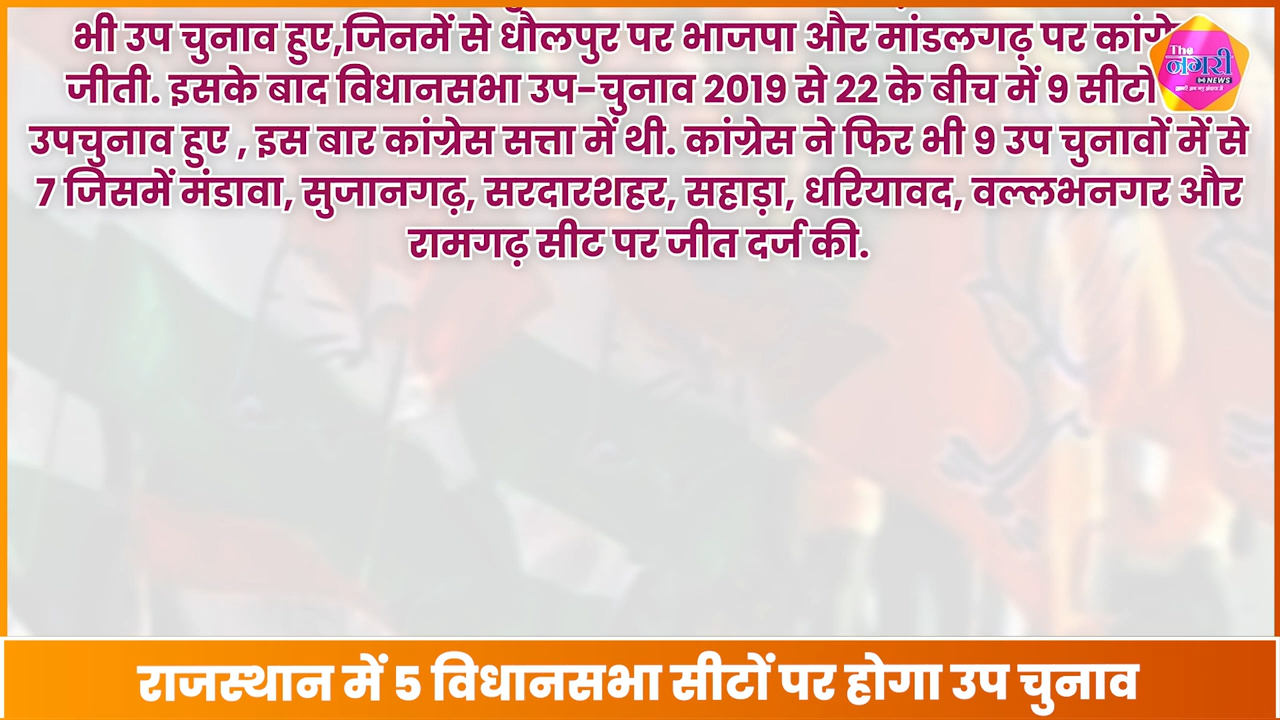 भी उप चुनाव हुए,जिनमें से धौलपुर पर भाजपा और मांडलगढ़ पर
जीती. इसके बाद विधानसभा उप-चुनाव 2019 से 22 के बीच में 9 सीटों
उपचुनाव हुए , इस बार कांग्रेस सत्ता में थी. कांग्रेस ने फिर भी 9 उप चुनावों में से
7 जिसमें मंडावा, सुजानगढ़, सरदारशहर, सहाड़ा, धरियावद, वल्लभनगर और
रामगढ़ सीट पर जीत दर्ज की.
The
नगरी
NEWS
राजस्थान में 5 विधानसभा सीटों पर होगा उप चुनाव